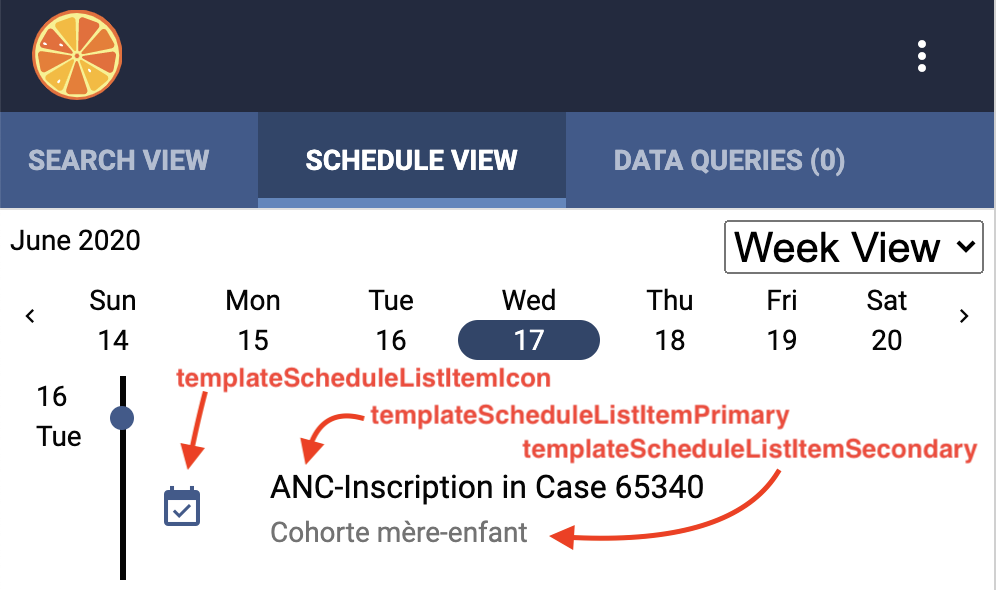 SEARCH VIEW SCHEDULE VIEW DATA QUERIES (0)
June 2020 Week View
Sun Mon Tue Wed Thu Fri Sat
14 15 16 17 18 19 20
templateScheduleListItemIcon
16
Tue
templateScheduleListItemPrimary
templateScheduleListItemSecondary
ANC-Inscription in Case 65340
Cohorte mère-enfant